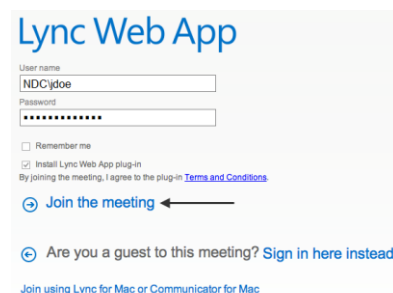 Lync Web App
User name
NDC\jdoe
Password
•••••••••••••
Remember me
Install Lync Web App plug-in
By joining the meeting, I agree to the plug-in Terms and Conditions.
Join the meeting
Are you a guest to this meeting? Sign in here instead
Join using Lync for Mac or Communicator for Mac